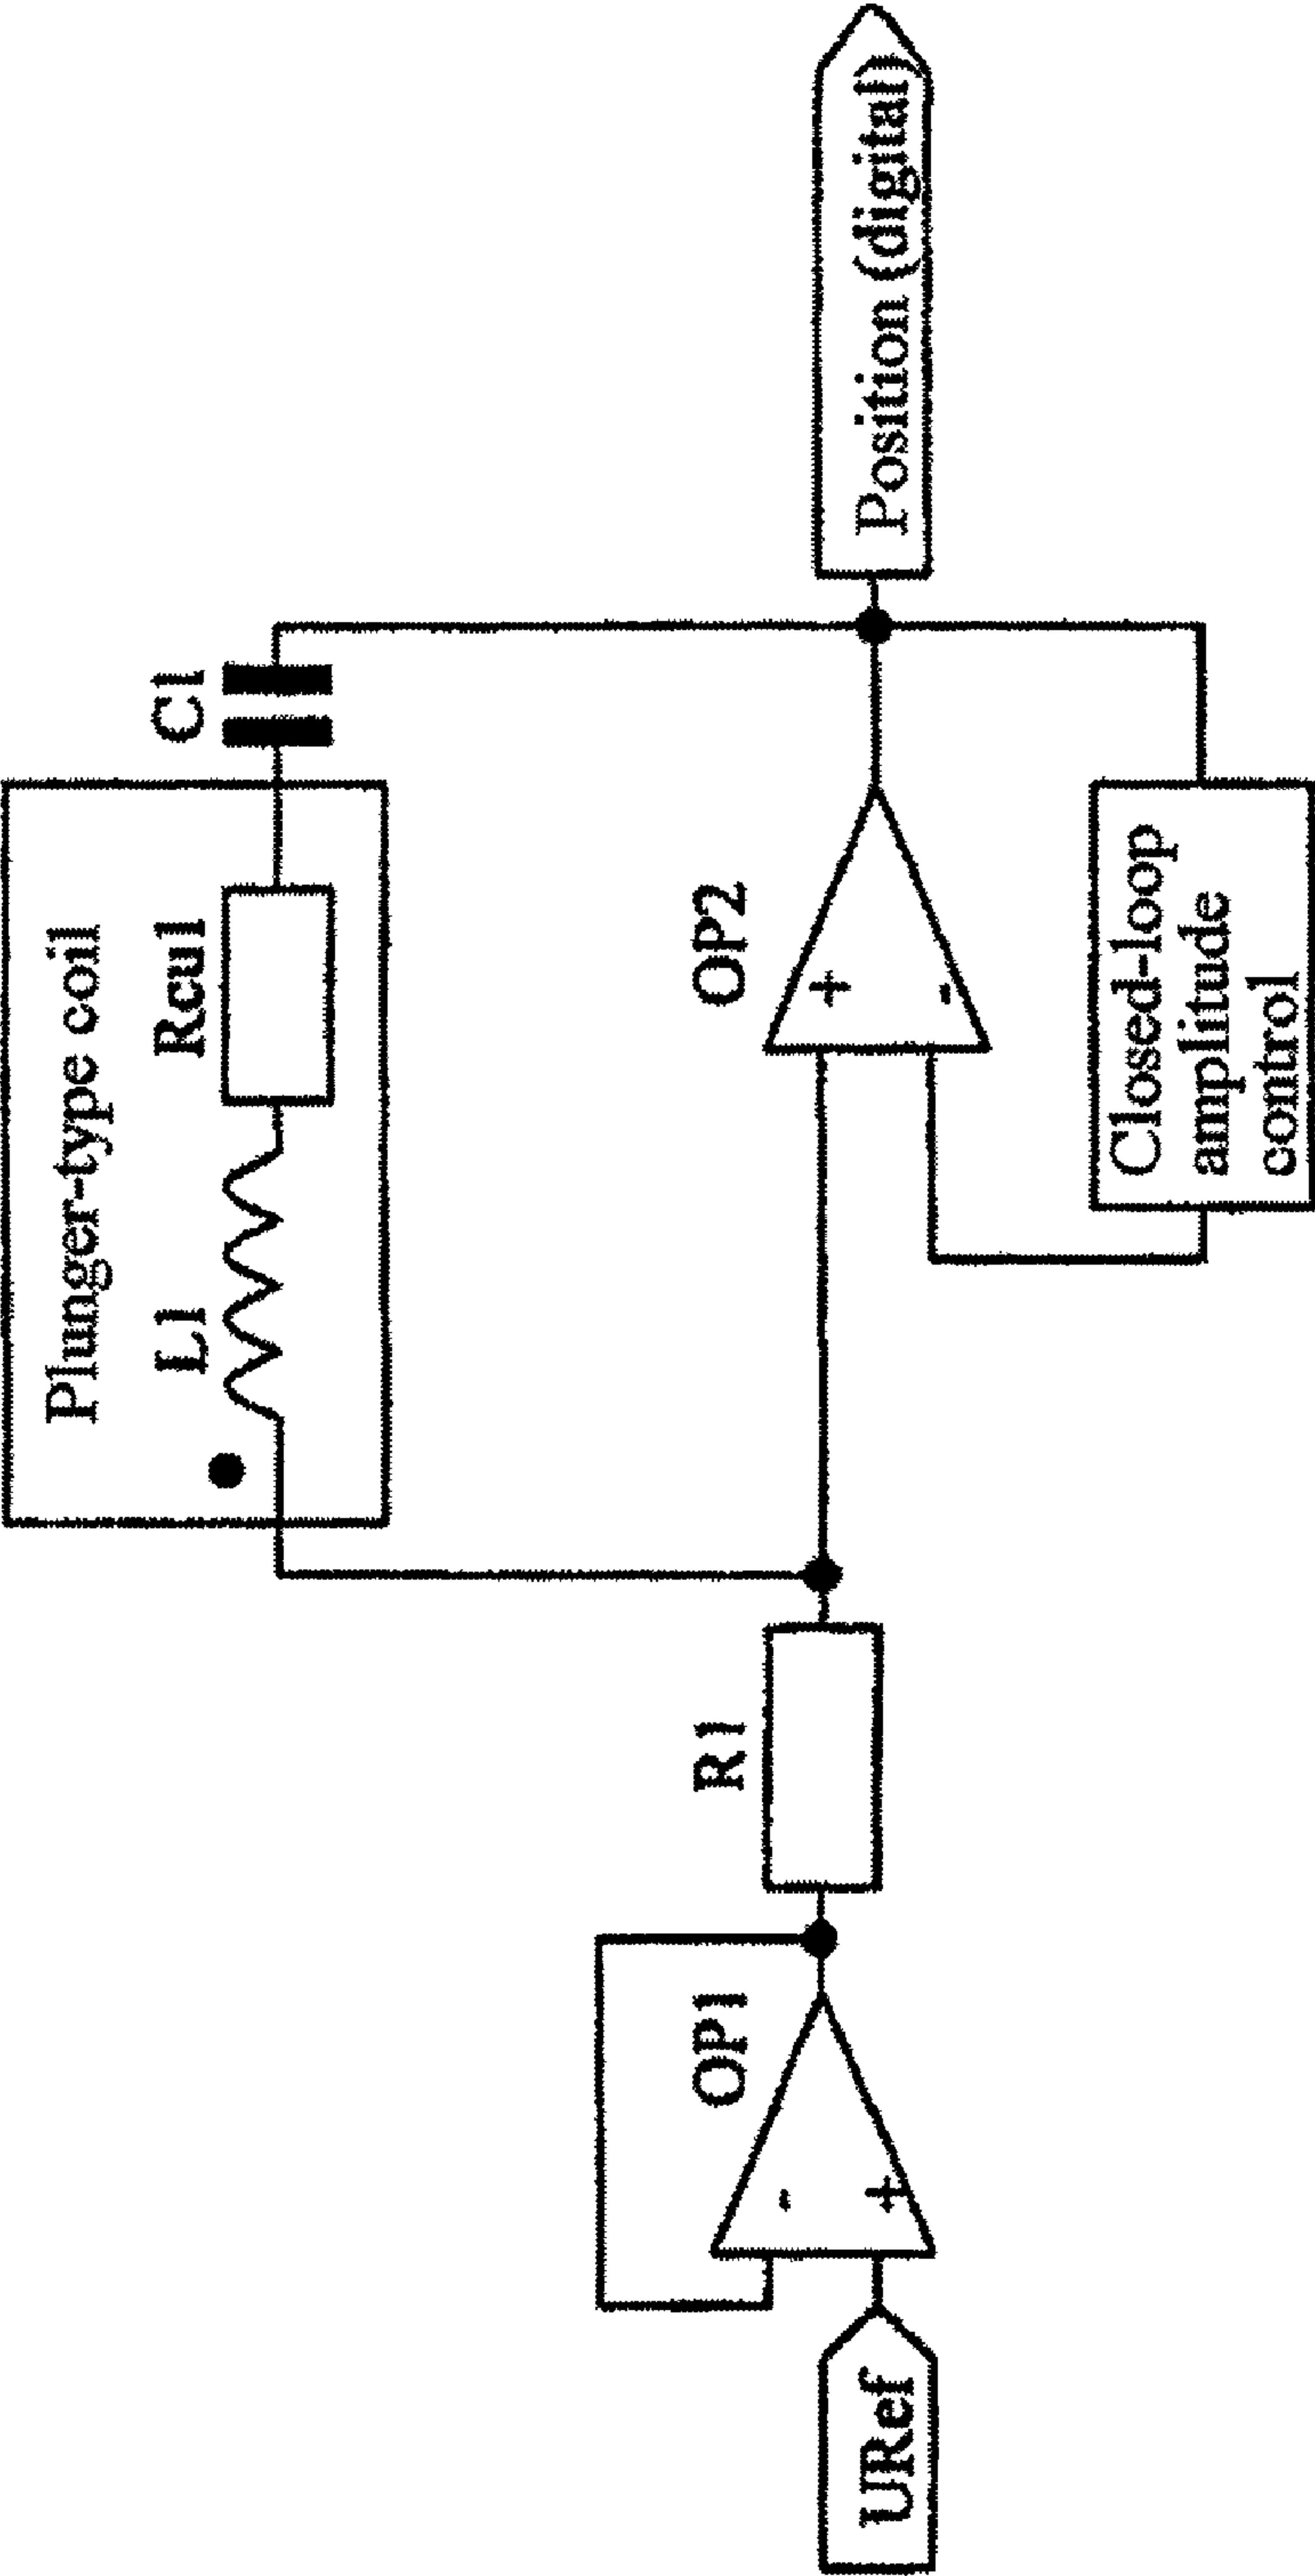 Plunger-type coil
L1
Rcu1
C1
OP1
-
+
R1
OP2
+
-
URef
Position (digital)
Closed-loop
amplitude
control